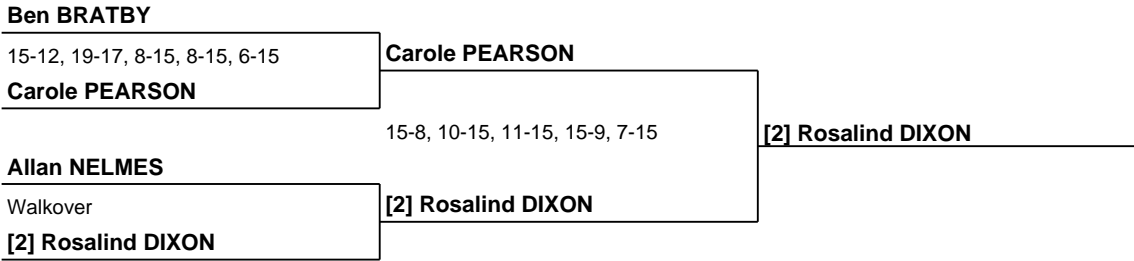 Ben BRATBY
15-12, 19-17, 8-15, 8-15, 6-15
Carole PEARSON
Carole PEARSON
15-8, 10-15, 11-15, 15-9, 7-15
[2] Rosalind DIXON
Allan NELMES
Walkover
[2] Rosalind DIXON
[2] Rosalind DIXON